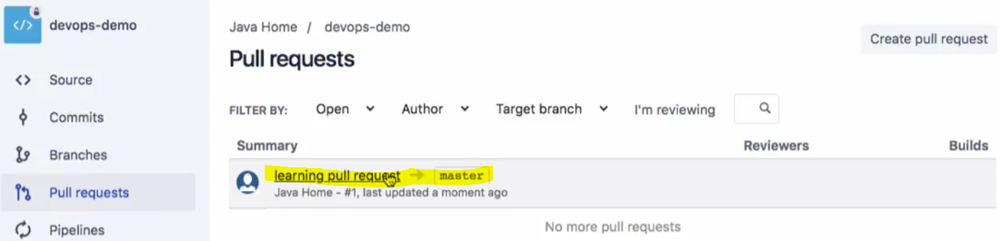 </> devops-demo
Source
Commits
Branches
Pull requests
Pipelines
Java Home / devops-demo
Create pull request
Pull requests
FILTER BY: Open Author Target branch I'm reviewing
Summary Reviewers Builds
learning pull request → master
Java Home - #1, last updated a moment ago
No more pull requests